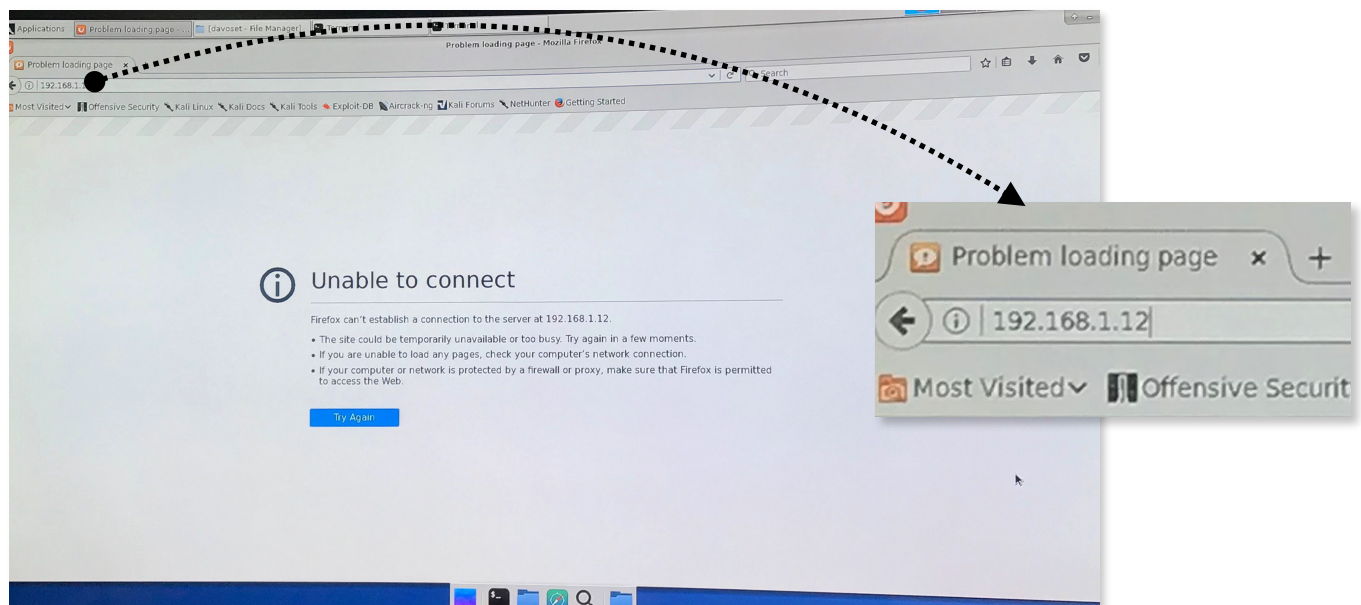 Applications
Problem loading page - ...
[davoset - File Manager]
Problem loading page - Mozilla Firefox
Problem loading page ×
192.168.1.
Search
Most Visited Offensive Security Kali Linux Kali Docs Kali Tools Exploit-DB Aircrack-ng Kali Forums NetHunter Getting Started
Unable to connect
Firefox can't establish a connection to the server at 192.168.1.12.
• The site could be temporarily unavailable or too busy. Try again in a few moments.
• If you are unable to load any pages, check your computer's network connection.
• If your computer or network is protected by a firewall or proxy, make sure that Firefox is permitted
to access the Web.
Try Again
Problem loading page × +
192.168.1.12
Most Visited Offensive Securit